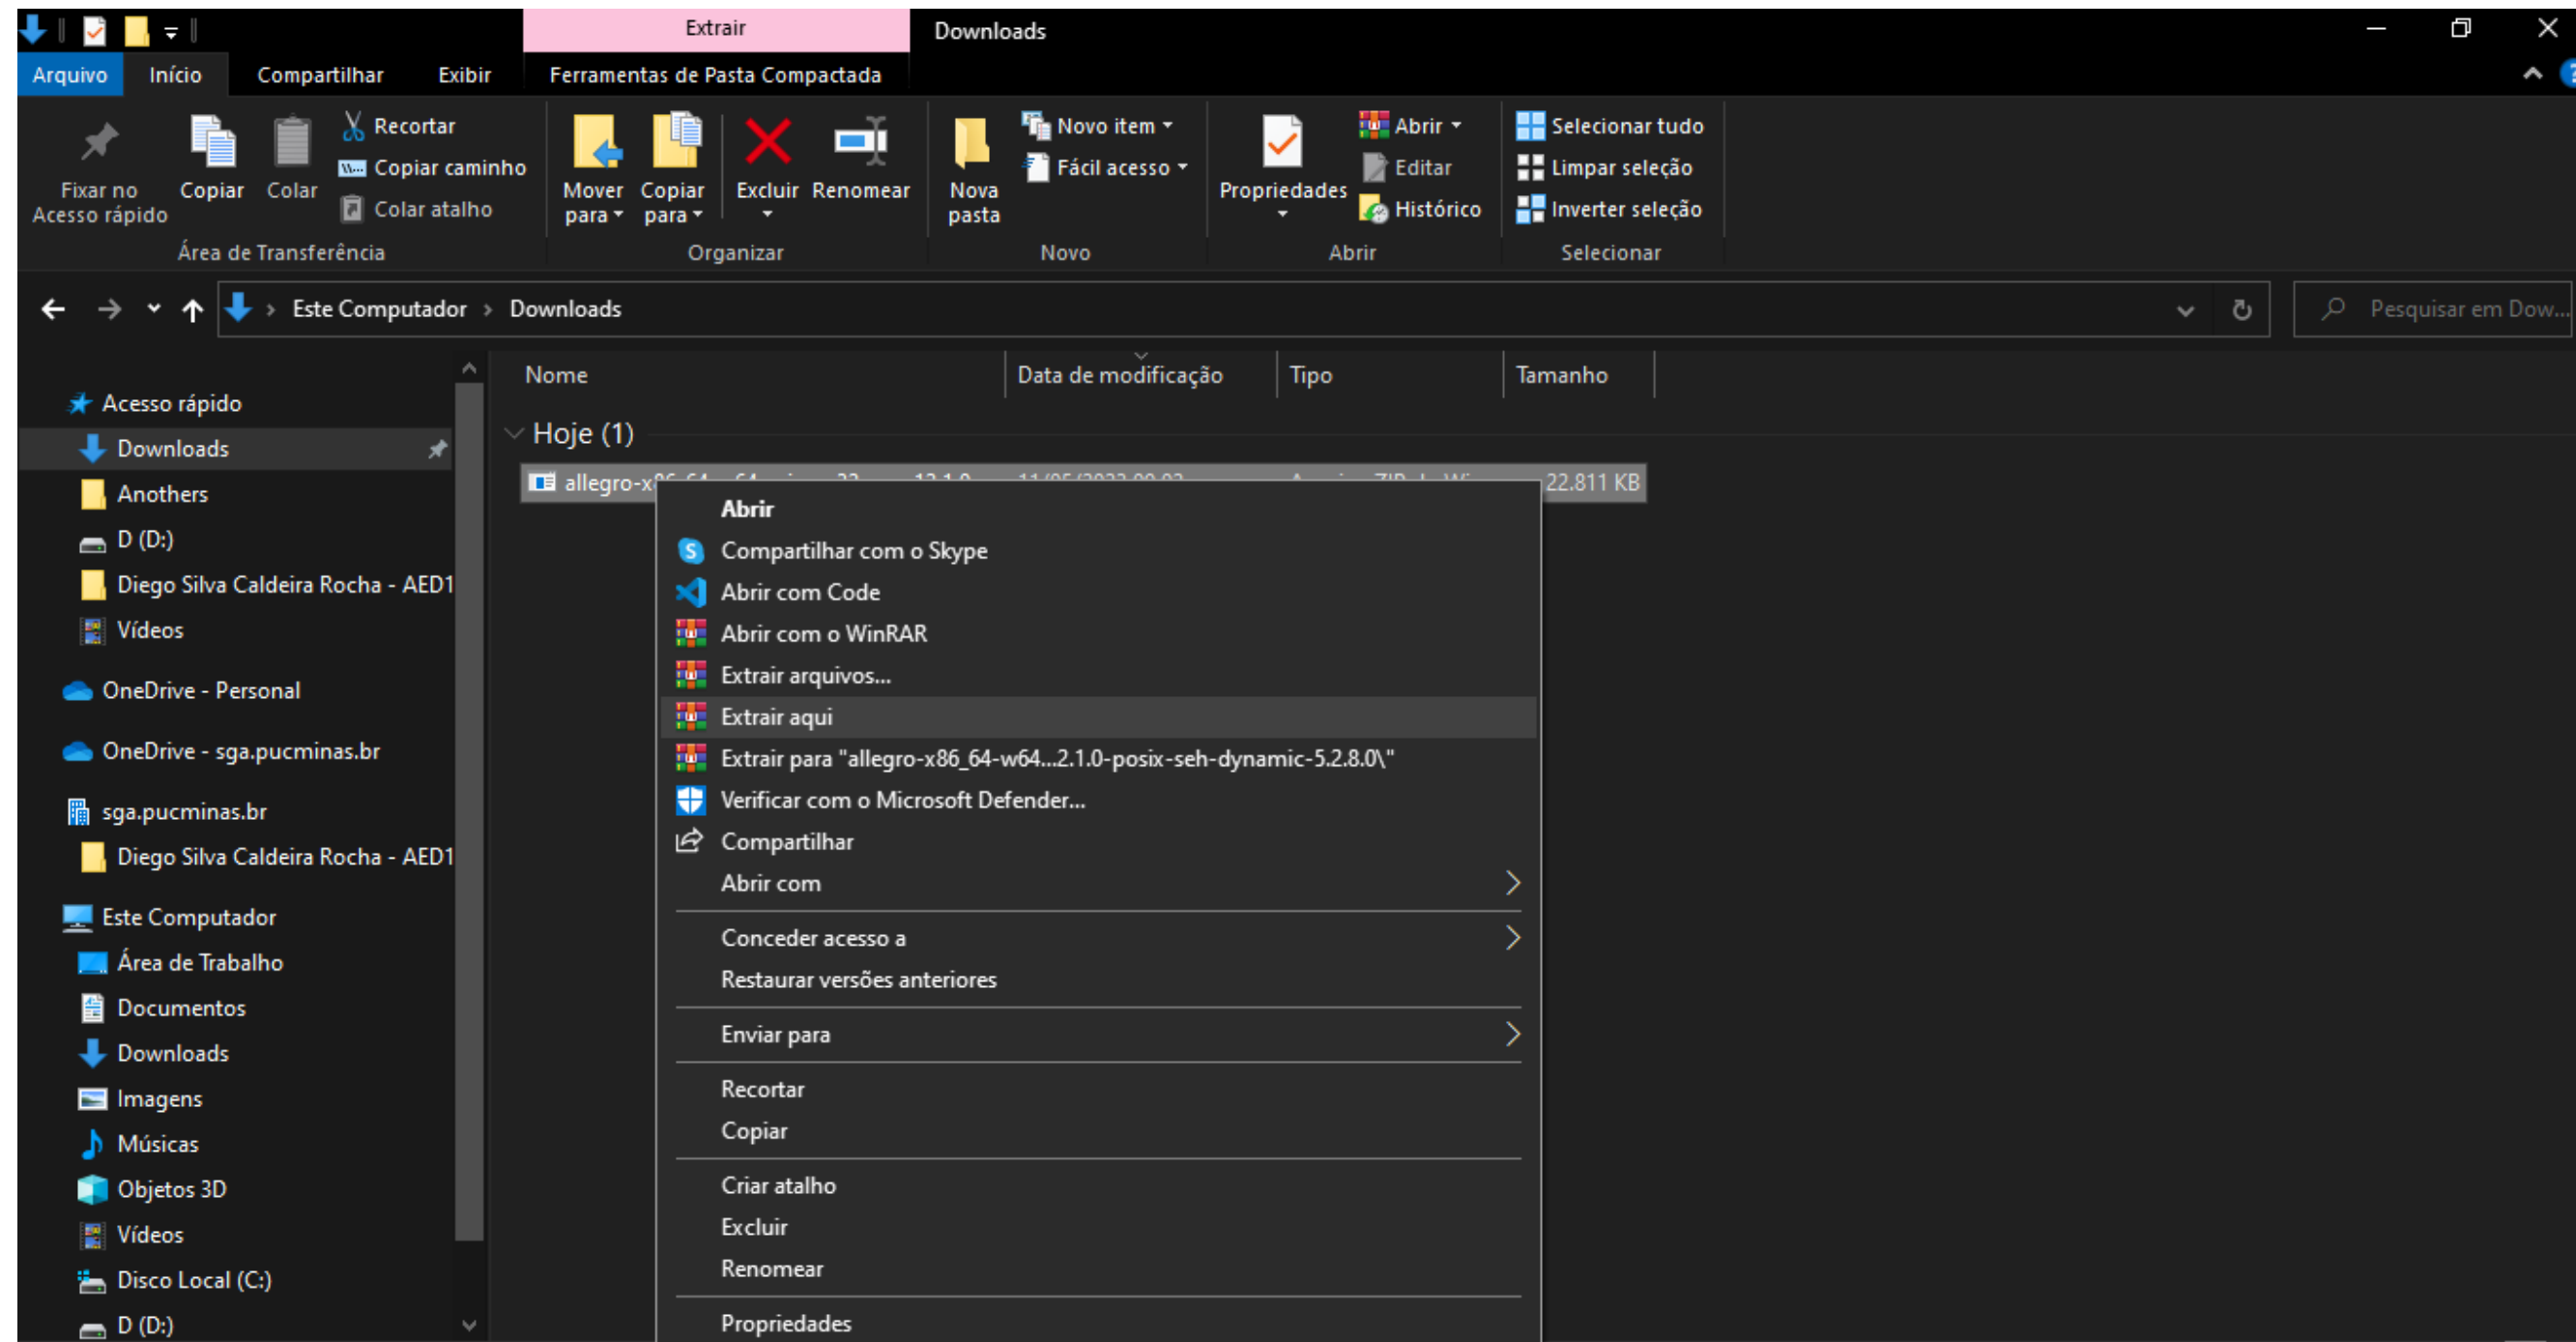 Extrair
Downloads
Arquivo Início Compartilhar Exibir Ferramentas de Pasta Compactada
Fixar no
Acesso rápido
Copiar
Colar
Recortar
Copiar caminho
Colar atalho
Área de Transferência
Mover
para
Copiar
para
Excluir
Renomear
Organizar
Nova
pasta
Novo item
Fácil acesso
Novo
Propriedades
Abrir
Editar
Histórico
Abrir
Selecionar tudo
Limpar seleção
Inverter seleção
Selecionar
Este Computador > Downloads
Pesquisar em Dow...
Acesso rápido
Downloads
Anothers
D (D:)
Diego Silva Caldeira Rocha - AED1
Vídeos
OneDrive - Personal
OneDrive - sga.pucminas.br
sga.pucminas.br
Diego Silva Caldeira Rocha - AED1
Este Computador
Área de Trabalho
Documentos
Downloads
Imagens
Músicas
Objetos 3D
Vídeos
Disco Local (C:)
D (D:)
Nome Data de modificação Tipo Tamanho
Hoje (1)
allegro-x 22.811 KB
Abrir
Compartilhar com o Skype
Abrir com Code
Abrir com o WinRAR
Extrair arquivos...
Extrair aqui
Extrair para "allegro-x86_64-w64...2.1.0-posix-seh-dynamic-5.2.8.0\"
Verificar com o Microsoft Defender...
Compartilhar
Abrir com
Conceder acesso a
Restaurar versões anteriores
Enviar para
Recortar
Copiar
Criar atalho
Excluir
Renomear
Propriedades